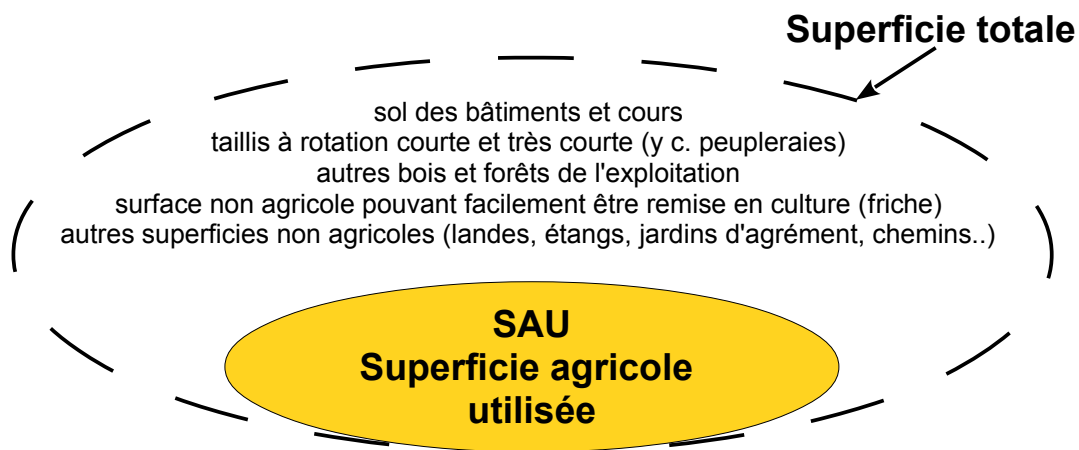 Superficie totale
sol des bâtiments et cours
taillis à rotation courte et très courte (y c. peupleraies)
autres bois et forêts de l'exploitation
surface non agricole pouvant facilement être remise en culture (friche)
autres superficies non agricoles (landes, étangs, jardins d'agrément, chemins..)
SAU
Superficie agricole
utilisée